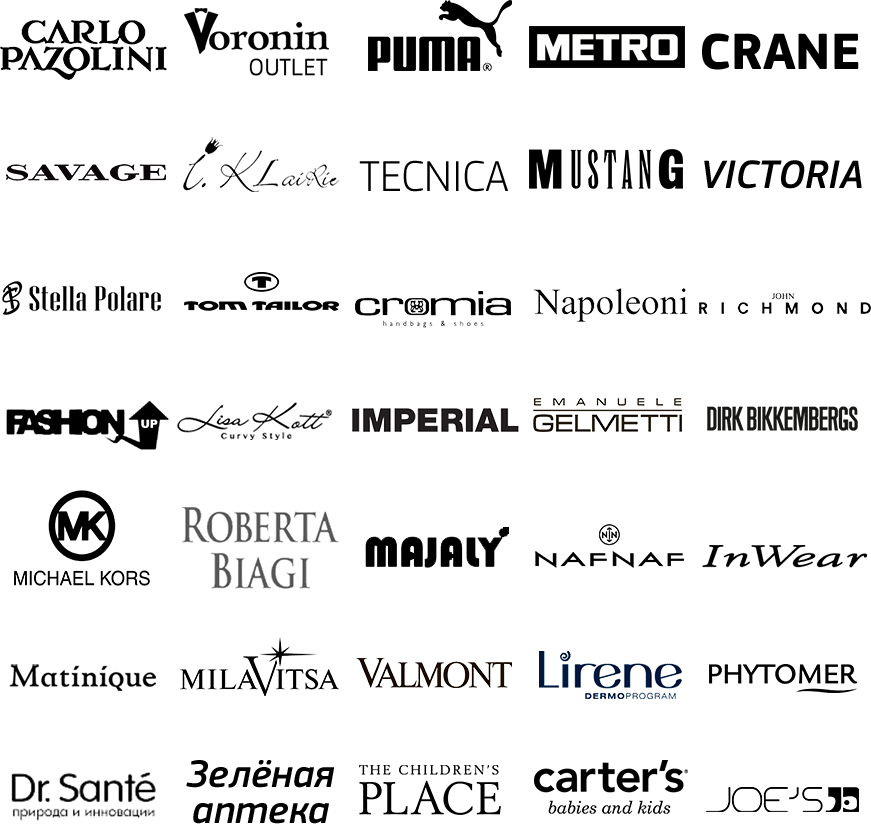 CARLO
PAZOLINI
Voronin
OUTLET
PUMA®
METRO
CRANE
SAVAGE
i.KLaiRie
TECNICA
MUSTANG
VICTORIA
Stella Polare
T
TOM TAILOR
cromia
handbags & shoes
Napoleoni
JOHN
RICHMOND
FASHION UP
Lisa Kott®
Curvy Style
IMPERIAL
EMANUELE
GELMETTI
DIRK BIKKEMBERGS
MK
MICHAEL KORS
ROBERTA
BIAGI
MAJALY
N N
NAFNAF
InWear
Matíníque
MILAVITSA
VALMONT
Lirene
DERMOPROGRAM
PHYTOMER
Dr. Santé
природа и инновации
Зелёная
аптека
THE CHILDREN'S
PLACE
carter's®
babies and kids
JOE'S